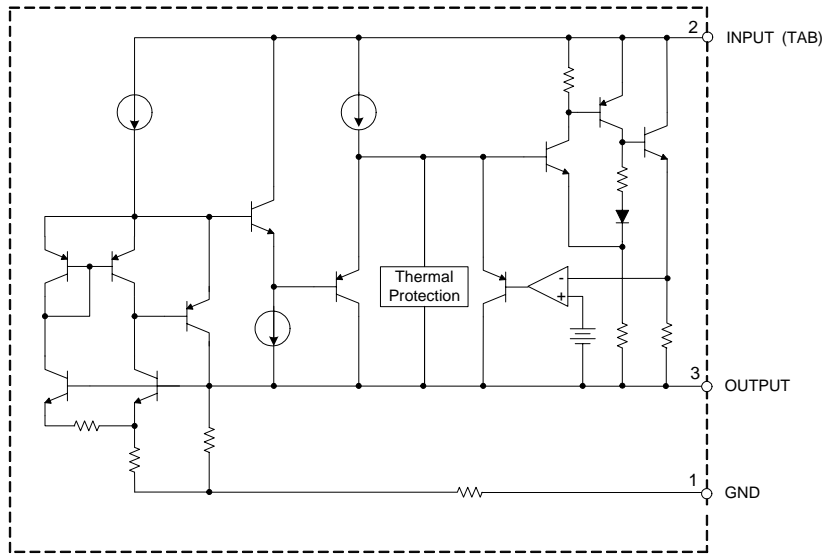 2
INPUT (TAB)
Thermal
Protection
-
+
3
OUTPUT
1
GND